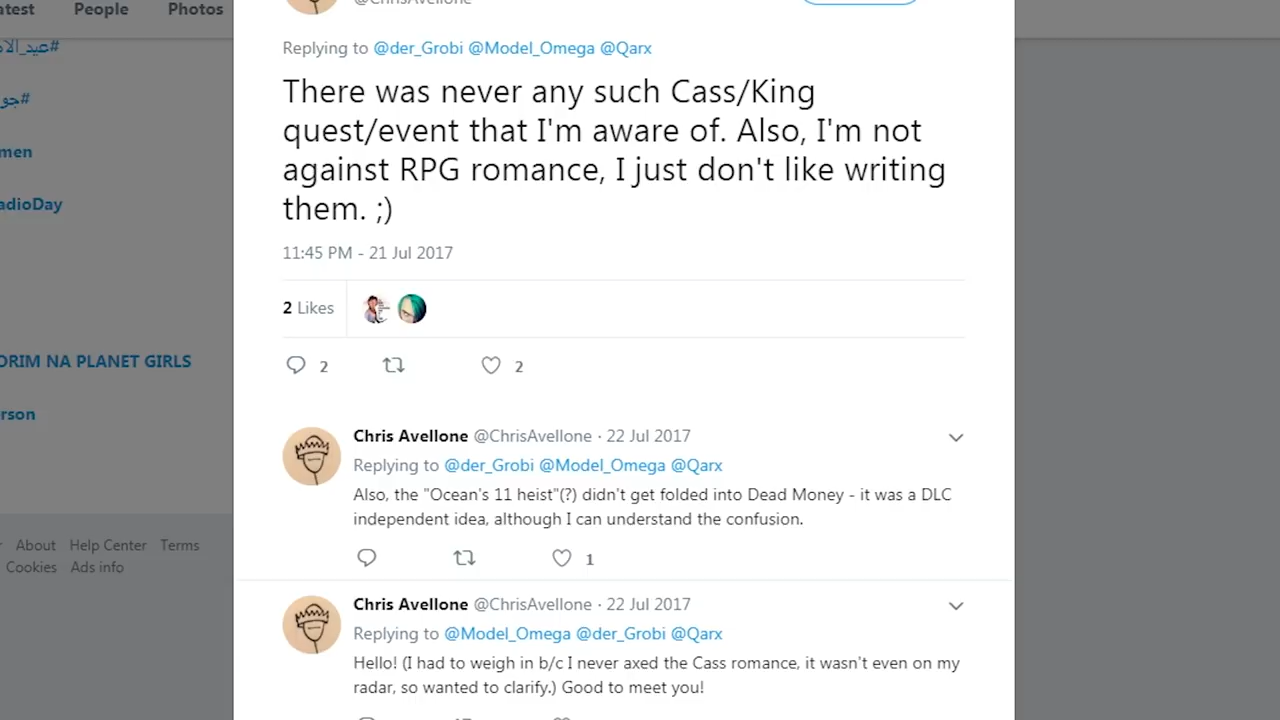 atest People Photos
@ChrisAvellone
Replying to @der_Grobi @Model_Omega @Qarx
There was never any such Cass/King
quest/event that I'm aware of. Also, I'm not
against RPG romance, I just don't like writing
them. ;)
11:45 PM - 21 Jul 2017
2 Likes
2 2
Chris Avellone @ChrisAvellone · 22 Jul 2017
Replying to @der_Grobi @Model_Omega @Qarx
Also, the "Ocean's 11 heist"(?) didn't get folded into Dead Money - it was a DLC
independent idea, although I can understand the confusion.
1
Chris Avellone @ChrisAvellone · 22 Jul 2017
Replying to @Model_Omega @der_Grobi @Qarx
Hello! (I had to weigh in b/c I never axed the Cass romance, it wasn't even on my
radar, so wanted to clarify.) Good to meet you!
men
adioDay
ORIM NA PLANET GIRLS
rson
About Help Center Terms
Cookies Ads info